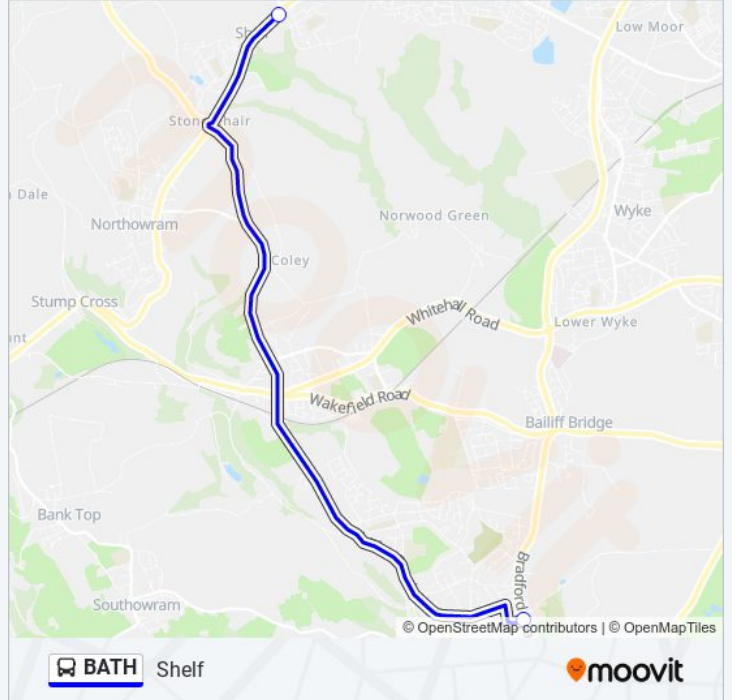 Low Moor
Shelf
Stone Chair
Dale
Norwood Green
Wyke
Northowram
Coley
Stump Cross
Whitehall Road
Lower Wyke
Wakefield Road
Bailiff Bridge
Bank Top
Bradford
Southowram
© OpenStreetMap contributors | © OpenMapTiles
BATH Shelf
moovit